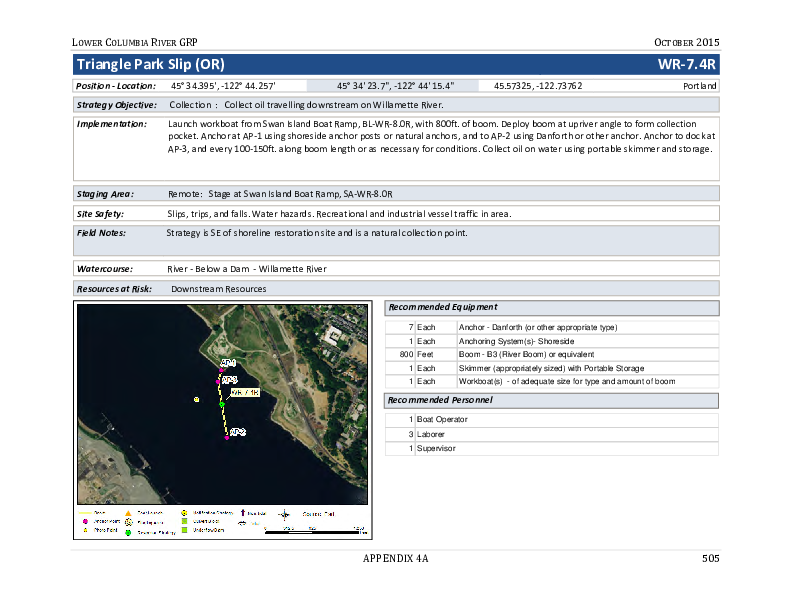 LOWER COLUMBIA RIVER GRP OCTOBER 2015
Triangle Park Slip (OR) WR-7.4R
Position - Location: 45° 34.395', -122° 44.257' 45° 34' 23.7", -122° 44' 15.4" 45.57325, -122.73762 Portland
Strategy Objective: Collection : Collect oil travelling downstream on Willamette River.
Implementation: Launch workboat from Swan Island Boat Ramp, BL-WR-8.0R, with 800ft. of boom. Deploy boom at upriver angle to form collection
pocket. Anchor at AP-1 using shoreside anchor posts or natural anchors, and to AP-2 using Danforth or other anchor. Anchor to dock at
AP-3, and every 100-150ft. along boom length or as necessary for conditions. Collect oil on water using portable skimmer and storage.
Staging Area: Remote: Stage at Swan Island Boat Ramp, SA-WR-8.0R
Site Safety: Slips, trips, and falls. Water hazards. Recreational and industrial vessel traffic in area.
Field Notes: Strategy is SE of shoreline restoration site and is a natural collection point.
Watercourse: River - Below a Dam - Willamette River
Resources at Risk: Downstream Resources
AP-1
AP-3
WR-7.4R
AP-2
Recommended Equipment
7 Each Anchor - Danforth (or other appropriate type)
1 Each Anchoring System(s)- Shoreside
800 Feet Boom - B3 (River Boom) or equivalent
1 Each Skimmer (appropriately sized) with Portable Storage
1 Each Workboat(s) - of adequate size for type and amount of boom
Recommended Personnel
1 Boat Operator
3 Laborer
1 Supervisor
APPENDIX 4A 505